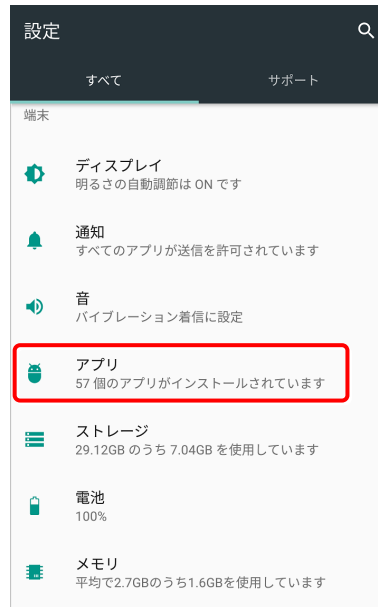 設定
すべて
サポート
端末
ディスプレイ
明るさの自動調節は ON です
通知
すべてのアプリが送信を許可されています
音
バイブレーション着信に設定
アプリ
57 個のアプリがインストールされています
ストレージ
29.12GB のうち 7.04GB を使用しています
電池
100%
メモリ
平均で2.7GBのうち1.6GBを使用しています